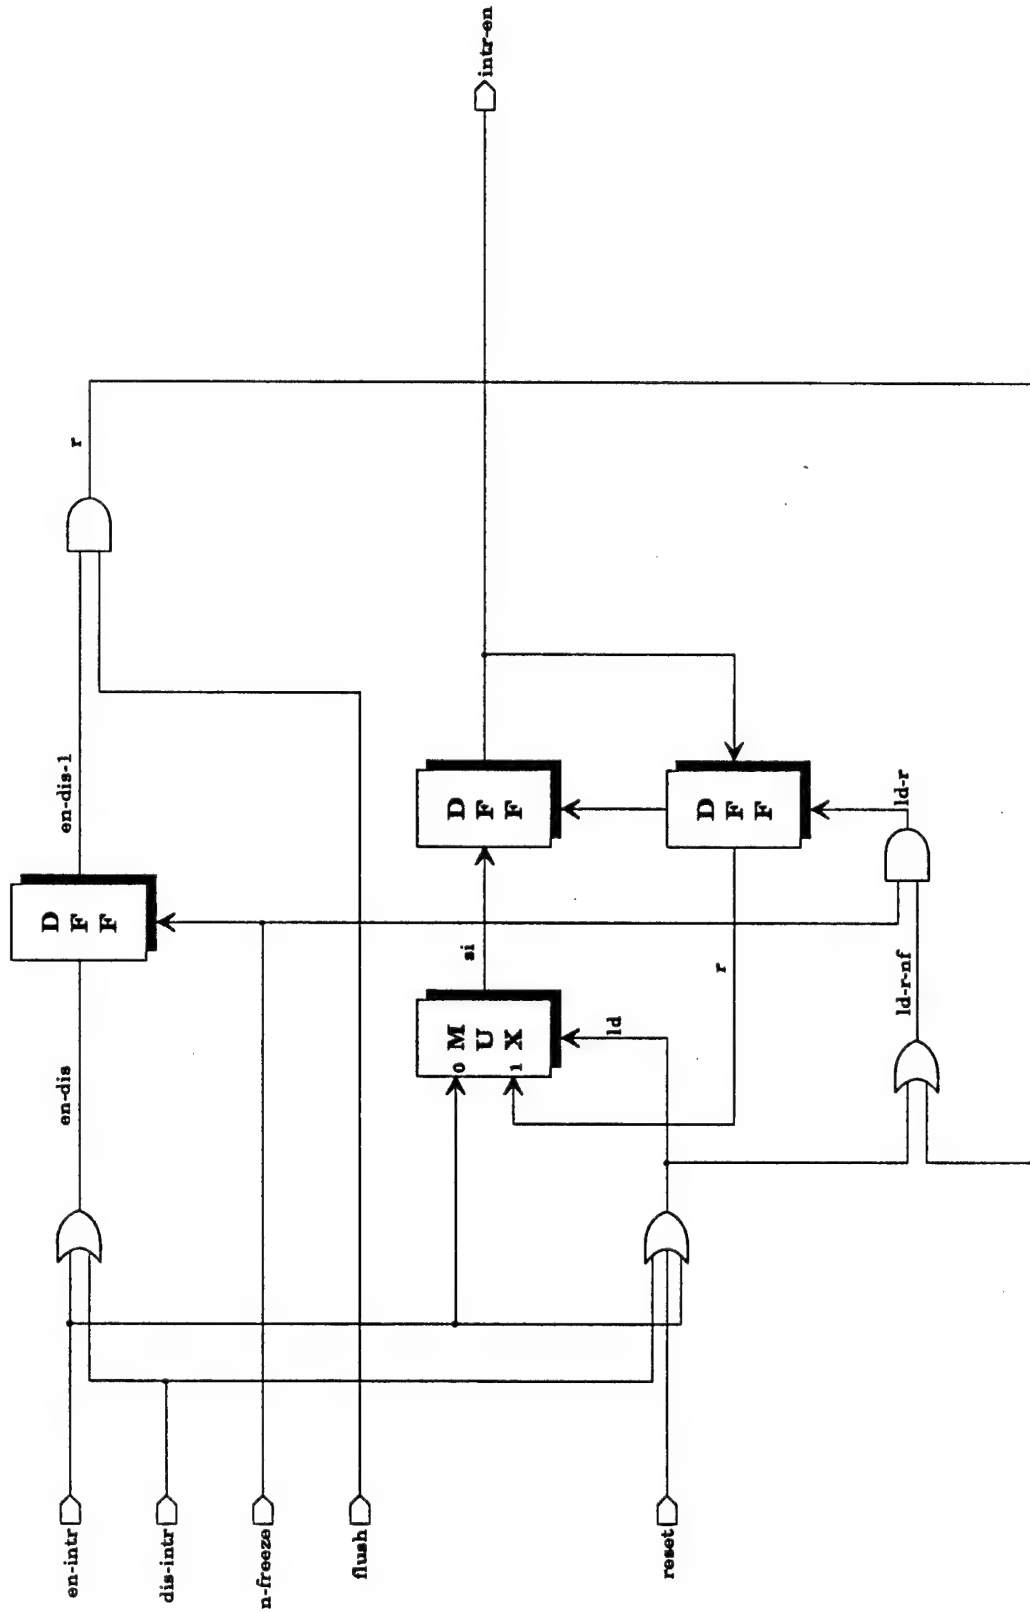 en-intr
dis-intr
n-freeze
flush
reset
en-dis
D
F
F
en-dis-1
r
0
M
U
1
X
ld
si
r
D
F
F
D
F
F
ld-r-nf
ld-r
intr-en